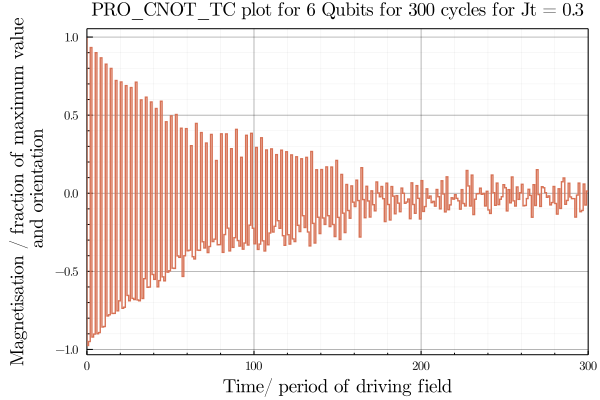 PRO_CNOT_TC plot for 6 Qubits for 300 cycles for Jt = 0.3
Magnetisation / fraction of maximum value
and orientation
1.0
0.5
0.0
−0.5
−1.0
0
100
200
300
Time/ period of driving field